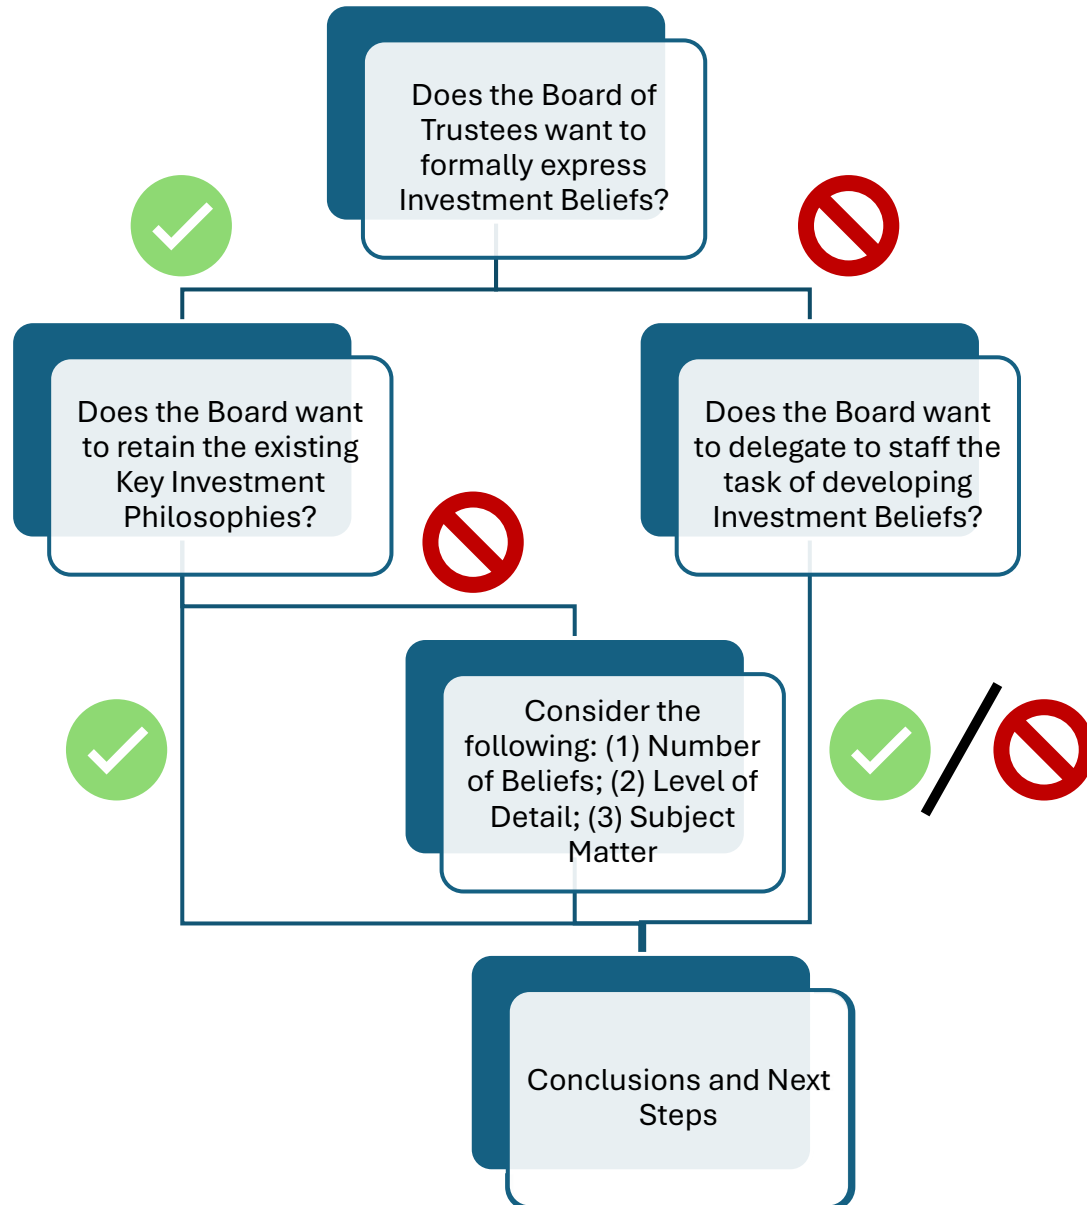 Does the Board of
Trustees want to
formally express
Investment Beliefs?
Does the Board want
to retain the existing
Key Investment
Philosophies?
Does the Board want
to delegate to staff the
task of developing
Investment Beliefs?
Consider the
following: (1) Number
of Beliefs; (2) Level of
Detail; (3) Subject
Matter
Conclusions and Next
Steps